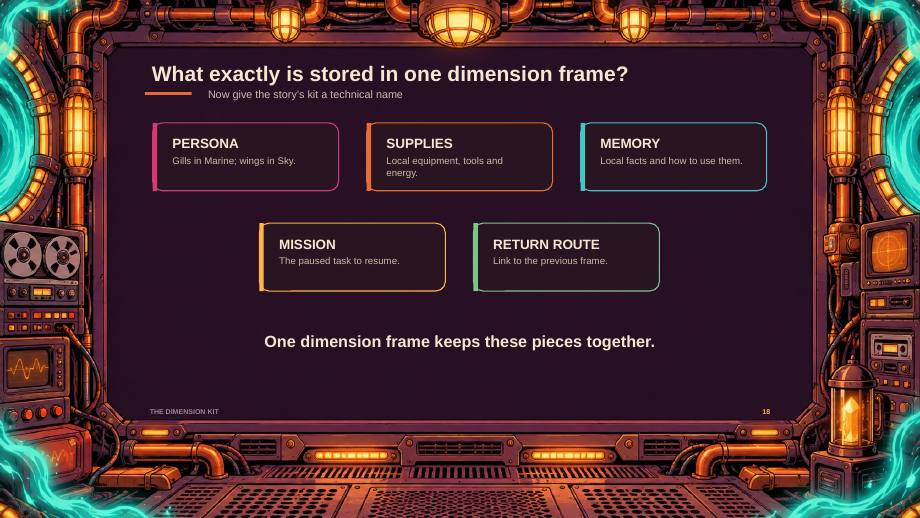 What exactly is stored in one dimension frame?
Now give the story's kit a technical name
PERSONA
Gills in Marine; wings in Sky.
SUPPLIES
Local equipment, tools and
energy.
MEMORY
Local facts and how to use them.
MISSION
The paused task to resume.
RETURN ROUTE
Link to the previous frame.
One dimension frame keeps these pieces together.
THE DIMENSION KIT
18